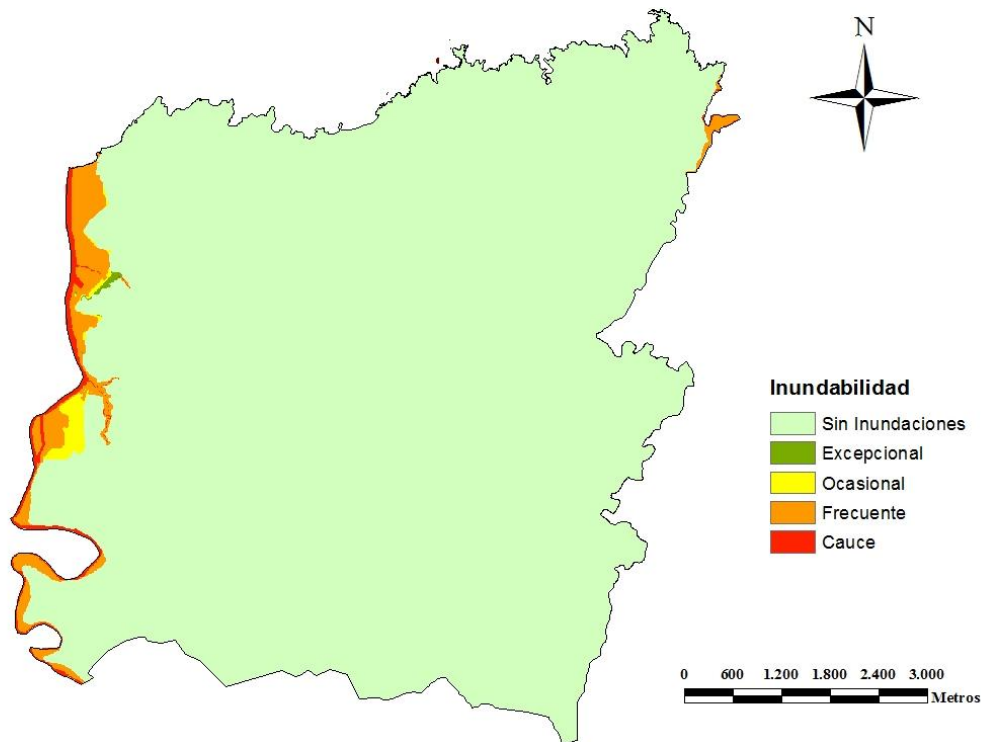 N
Inundabilidad
Sin Inundaciones
Excepcional
Ocasional
Frecuente
Cauce
0 600 1.200 1.800 2.400 3.000
Metros